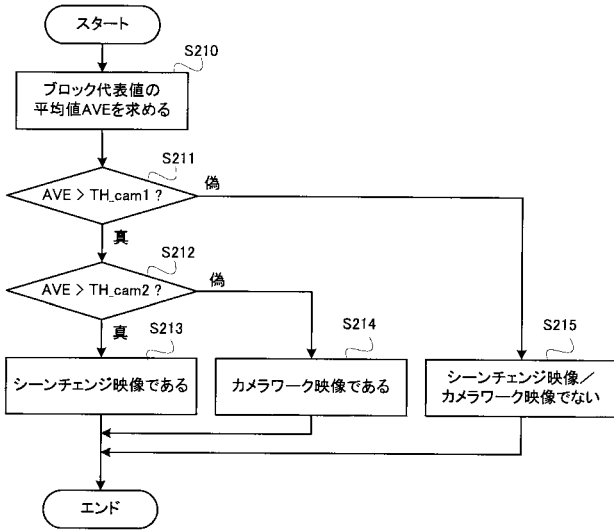 スタート
S210
ブロック代表値の
平均値AVEを求める
S211
AVE > TH_cam1 ?
偽
真
S212
AVE > TH_cam2 ?
偽
真
S213
シーンチェンジ映像である
S214
カメラワーク映像である
S215
シーンチェンジ映像／
カメラワーク映像でない
エンド